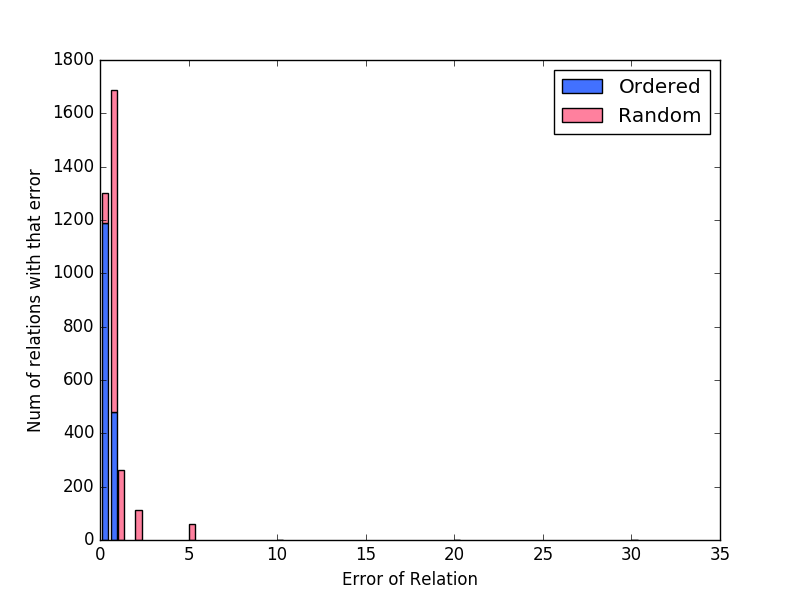 1800
1600
1400
1200
1000
800
600
400
200
0
0 5 10 15 20 25 30 35
Num of relations with that error
Error of Relation
Ordered
Random